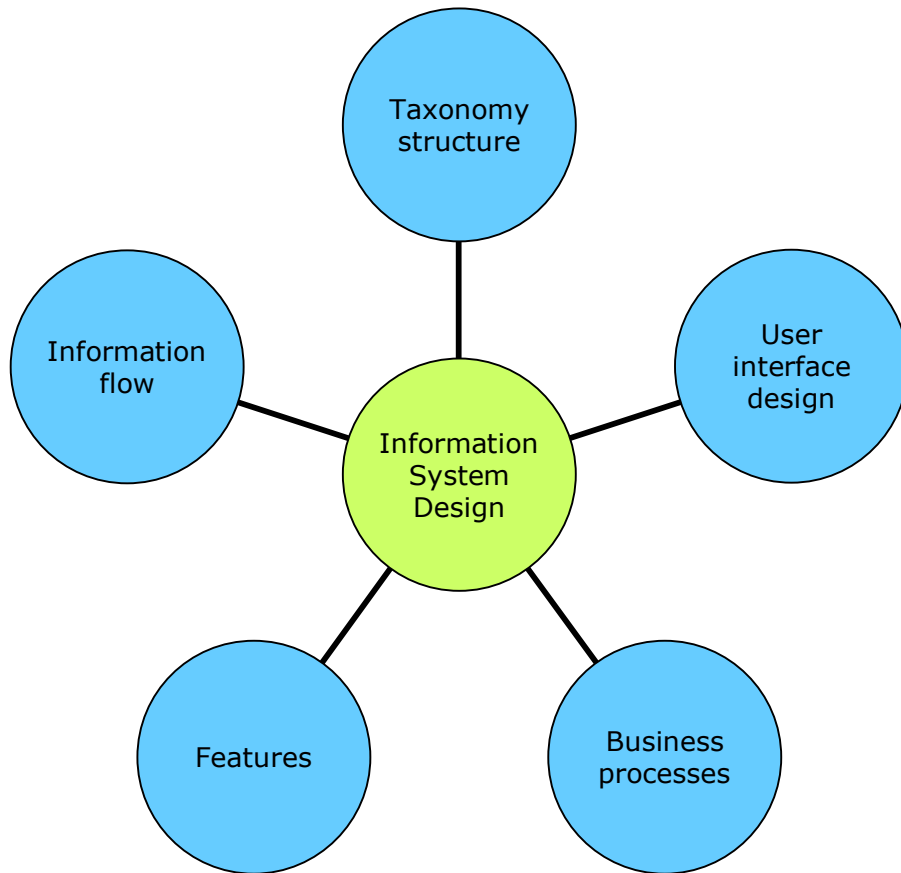 Taxonomy
structure
Information
flow
User
interface
design
Information
System
Design
Features
Business
processes